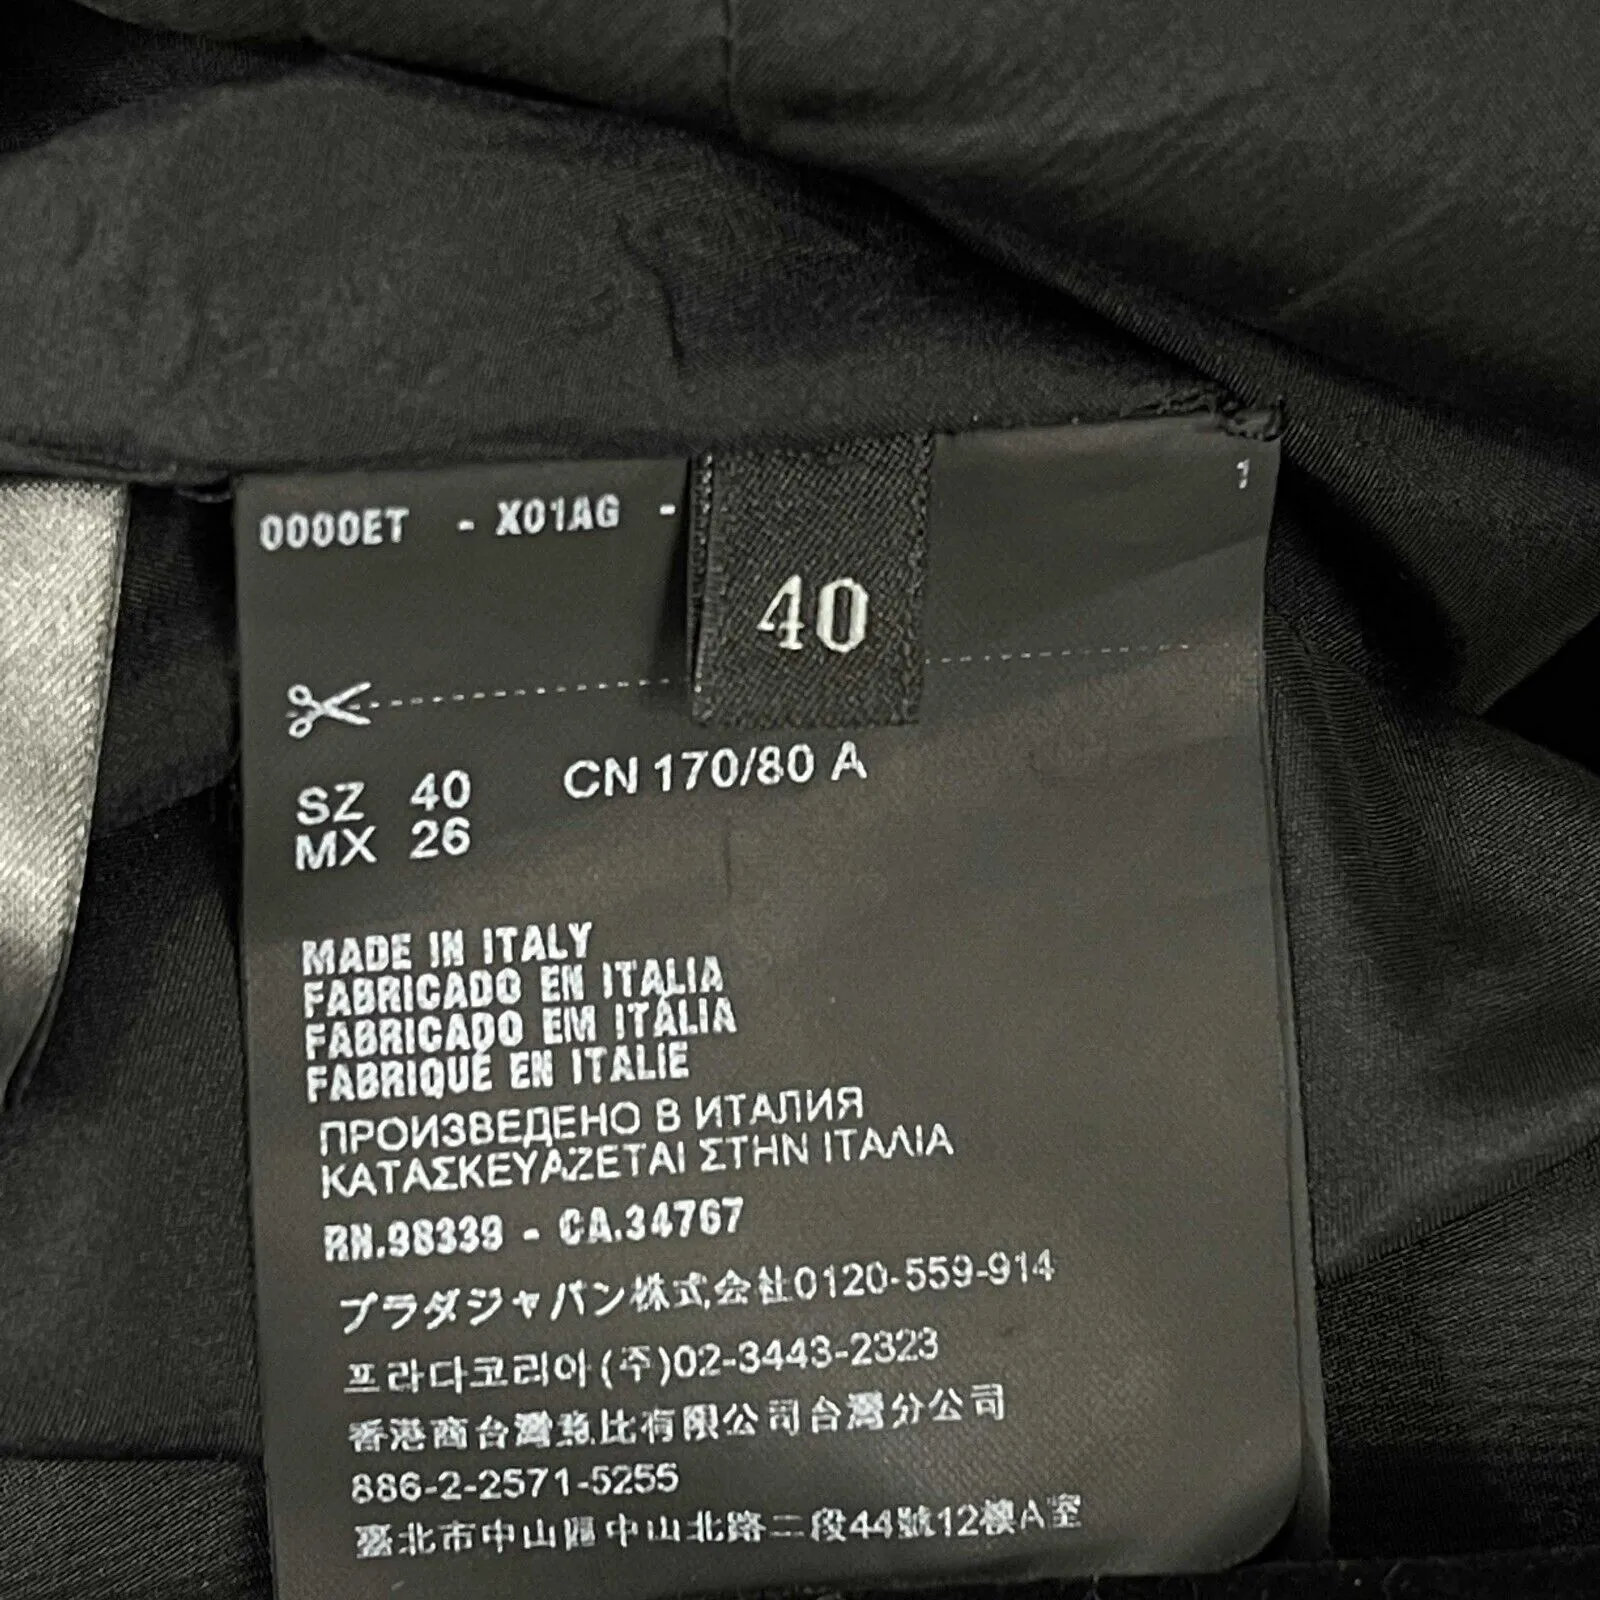 0000ET - X01AG -
1
40
SZ 40 CN 170/80 A
MX 26
MADE IN ITALY
FABRICADO EN ITALIA
FABRICADO EM ITÁLIA
FABRIQUÉ EN ITALIE
ПРОИЗВЕДЕНО В ИТАЛИЯ
ΚΑΤΑΣΚΕΥΑΖΕΤΑΙ ΣΤΗΝ ΙΤΑΛΙΑ
RN.98339 - CA.34767
プラダジャパン株式会社0120-559-914
프라다코리아(주)02-3443-2323
香港商台灣意比有限公司台灣分公司
886-2-2571-5255
臺北市中山區中山北路二段44號12樓A室